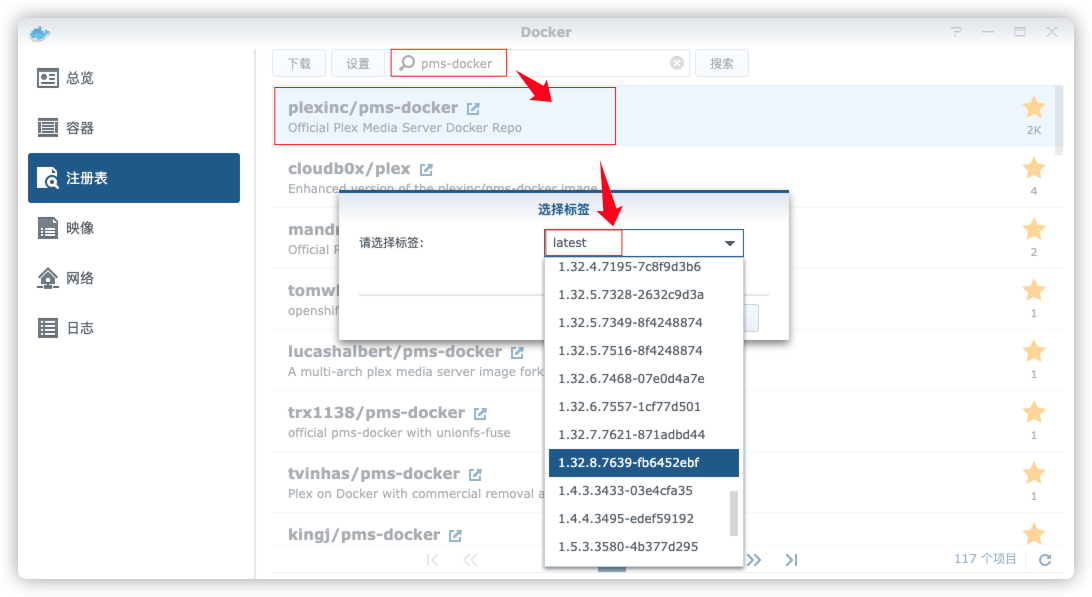 Docker
总览
容器
注册表
映像
网络
日志
下载 设置 pms-docker 搜索
plexinc/pms-docker
Official Plex Media Server Docker Repo
2K
cloudb0x/plex
Enhanced version of the plexinc/pms-docker image
4
mandr
Official P
2
tomwh
openshif
1
lucashalbert/pms-docker
A multi-arch plex media server image fork
1
trx1138/pms-docker
official pms-docker with unionfs-fuse
1
tvinhas/pms-docker
Plex on Docker with commercial removal a
1
kingj/pms-docker
117 个项目
选择标签
请选择标签:
latest
1.32.4.7195-7c8f9d3b6
1.32.5.7328-2632c9d3a
1.32.5.7349-8f4248874
1.32.5.7516-8f4248874
1.32.6.7468-07e0d4a7e
1.32.6.7557-1cf77d501
1.32.7.7621-871adbd44
1.32.8.7639-fb6452ebf
1.4.3.3433-03e4cfa35
1.4.4.3495-edef59192
1.5.3.3580-4b377d295